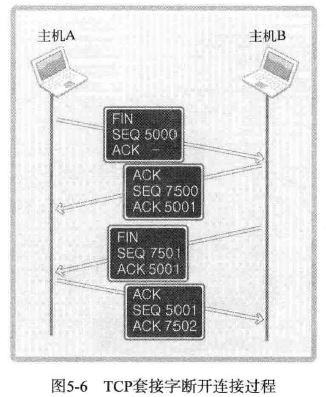 主机A
主机B
FIN
SEQ 5000
ACK -
ACK
SEQ 7500
ACK 5001
FIN
SEQ 7501
ACK 5001
ACK
SEQ 5001
ACK 7502
图5-6 TCP套接字断开连接过程